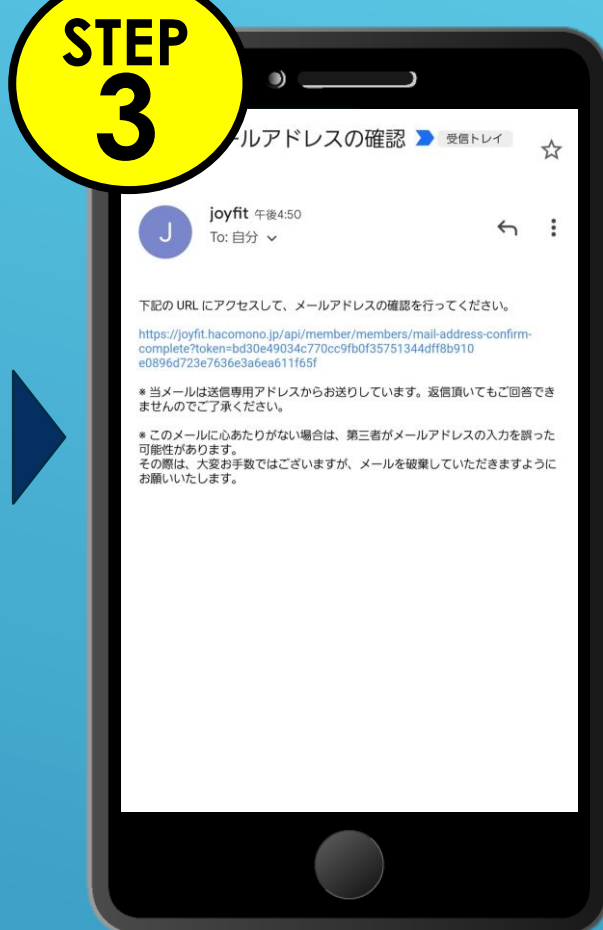 STEP
3
ールアドレスの確認 受信トレイ
J
joyfit 午後4:50
To: 自分
下記の URL にアクセスして、メールアドレスの確認を行ってください。
https://joyfit.hacomono.jp/api/member/members/mail-address-confirm-
complete?token=bd30e49034c770cc9fb0f35751344dff8b910
e0896d723e7636e3a6ea611f65f
※ 当メールは送信専用アドレスからお送りしています。返信頂いてもご回答でき
ませんのでご了承ください。
※ このメールに心あたりがない場合は、第三者がメールアドレスの入力を誤った
可能性があります。
その際は、大変お手数ではございますが、メールを破棄していただきますように
お願いいたします。